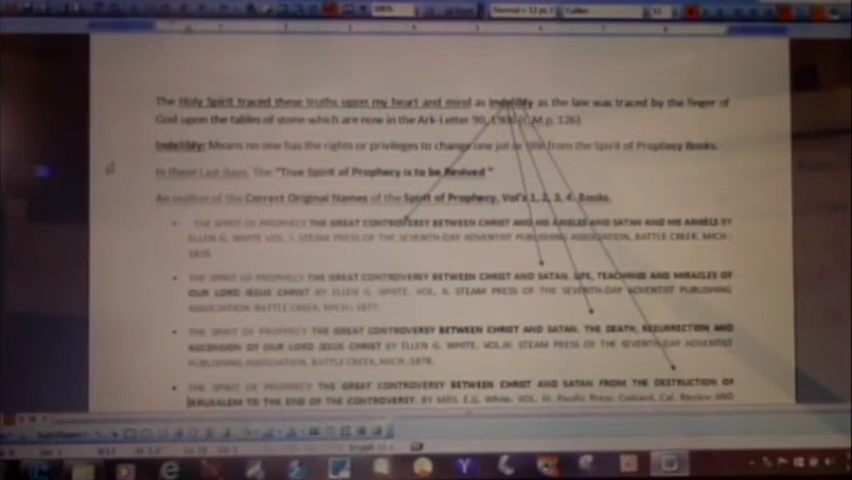 The Holy Spirit traced these truths upon my heart and mind as indelibly as the law was traced by the finger of
God upon the tables of stone which are now in the Ark-Letter 90, 1906 (C.M p. 126)
Indelibly: Means no one has the rights or privileges to change one jot or title from the Spirit of Prophecy Books.
In these Last days: The "True Spirit of Prophecy is to be Revived "
An outline of the Correct Original Names of the Spirit of Prophecy, Vol's 1, 2, 3, 4. Books.
THE SPIRIT OF PROPHECY THE GREAT CONTROVERSY BETWEEN CHRIST AND HIS ANGELS AND SATAN AND HIS ANGELS BY
ELLEN G. WHITE VOL. I. STEAM PRESS OF THE SEVENTH-DAY ADVENTIST PUBLISHING ASSOCIATION, BATTLE CREEK, MICH.:
THE SPIRIT OF PROPHECY THE GREAT CONTROVERSY BETWEEN CHRIST AND SATAN. LIFE, TEACHINGS AND MIRACLES OF
OUR LORD JESUS CHRIST BY ELLEN G. WHITE. VOL. II. STEAM PRESS OF THE SEVENTH-DAY ADVENTIST PUBLISHING
ASSOCIATION, BATTLE CREEK, MICH.: 1877.
THE SPIRIT OF PROPHECY THE GREAT CONTROVERSY BETWEEN CHRIST AND SATAN. THE DEATH, RESURRECTION AND
ASCENSION OF OUR LORD JESUS CHRIST BY ELLEN G. WHITE. VOL.III. STEAM PRESS OF THE SEVENTH-DAY ADVENTIST
PUBLISHING ASSOCIATION, BATTLE CREEK, MICH.:1878.
THE SPIRIT OF PROPHECY THE GREAT CONTROVERSY BETWEEN CHRIST AND SATAN FROM THE DESTRUCTION OF
JERUSALEM TO THE END OF THE CONTROVERSY. BY MRS. E.G. White. VOL. Pacific Press. Oakland, Cal. Review AND